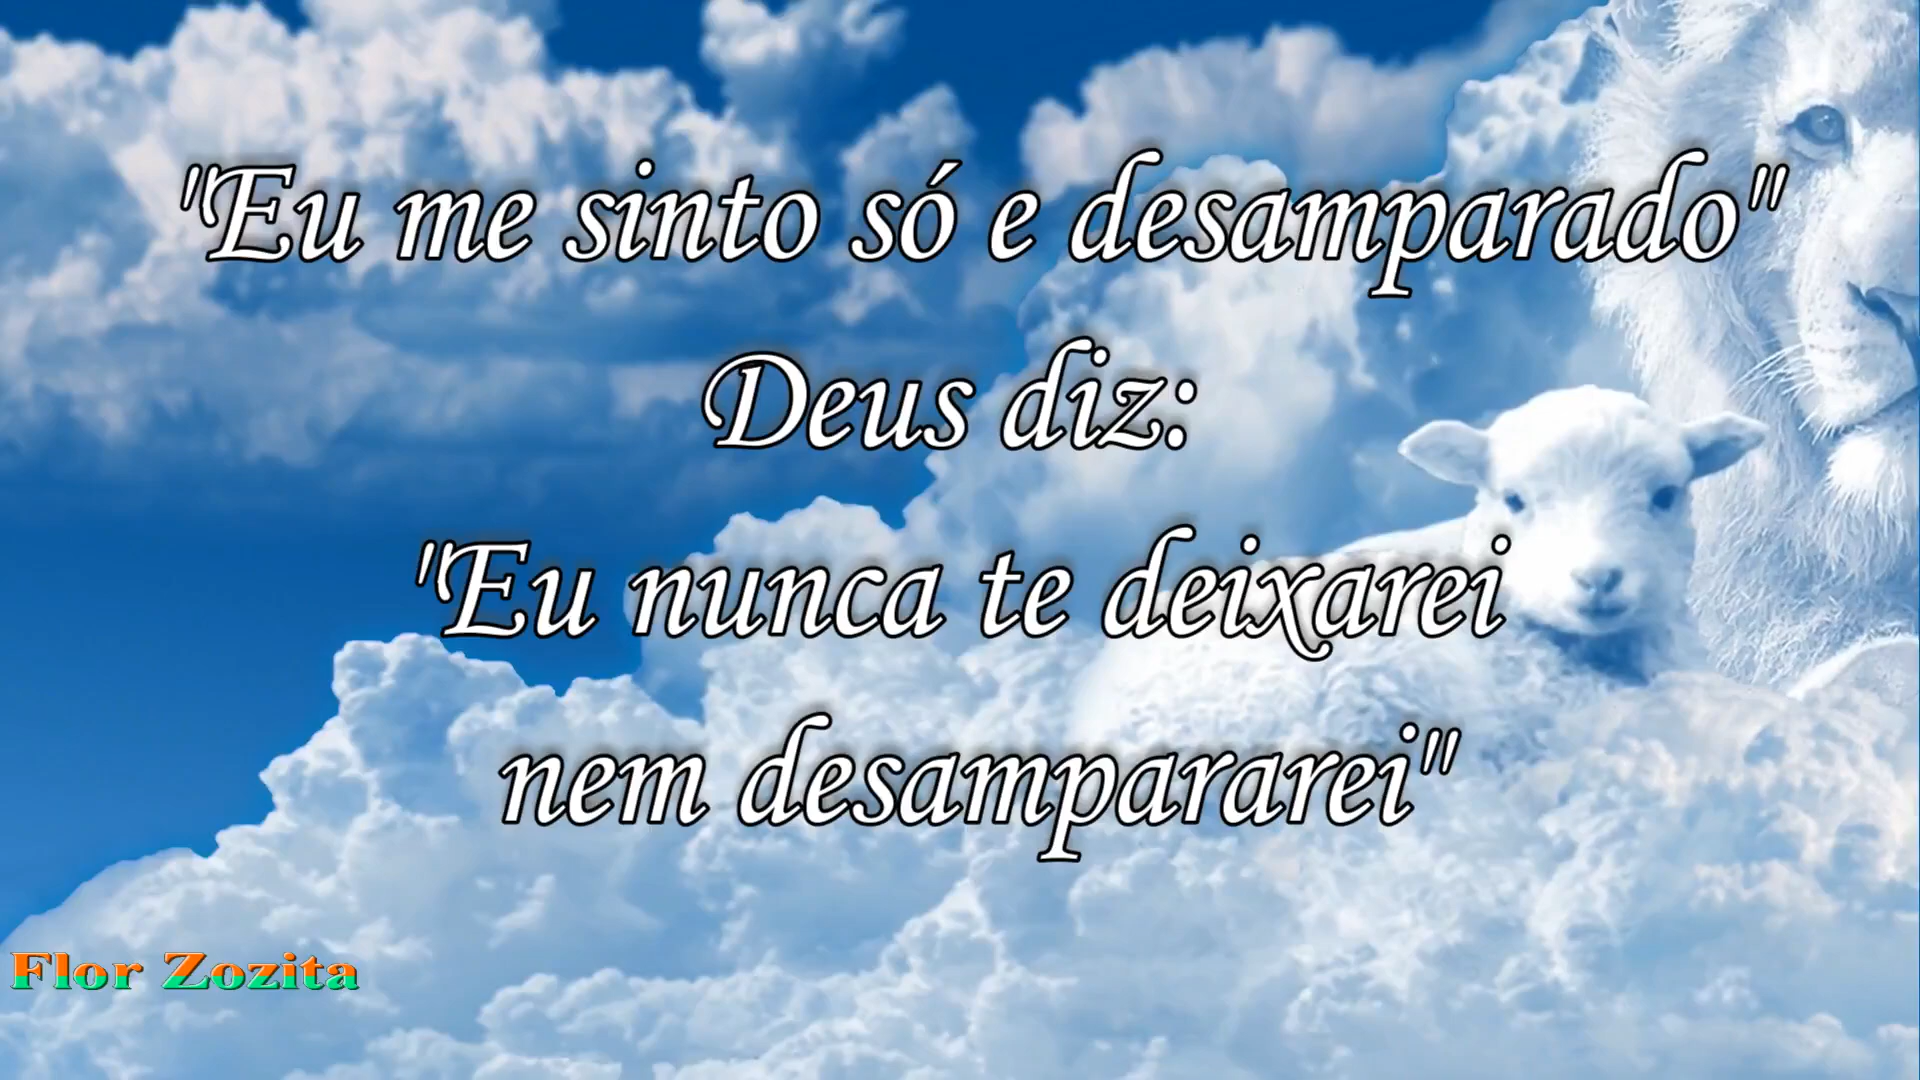 "Eu me sinto só e desamparado"
Deus diz:
"Eu nunca te deixarei
nem desampararei"
Flor Zozita